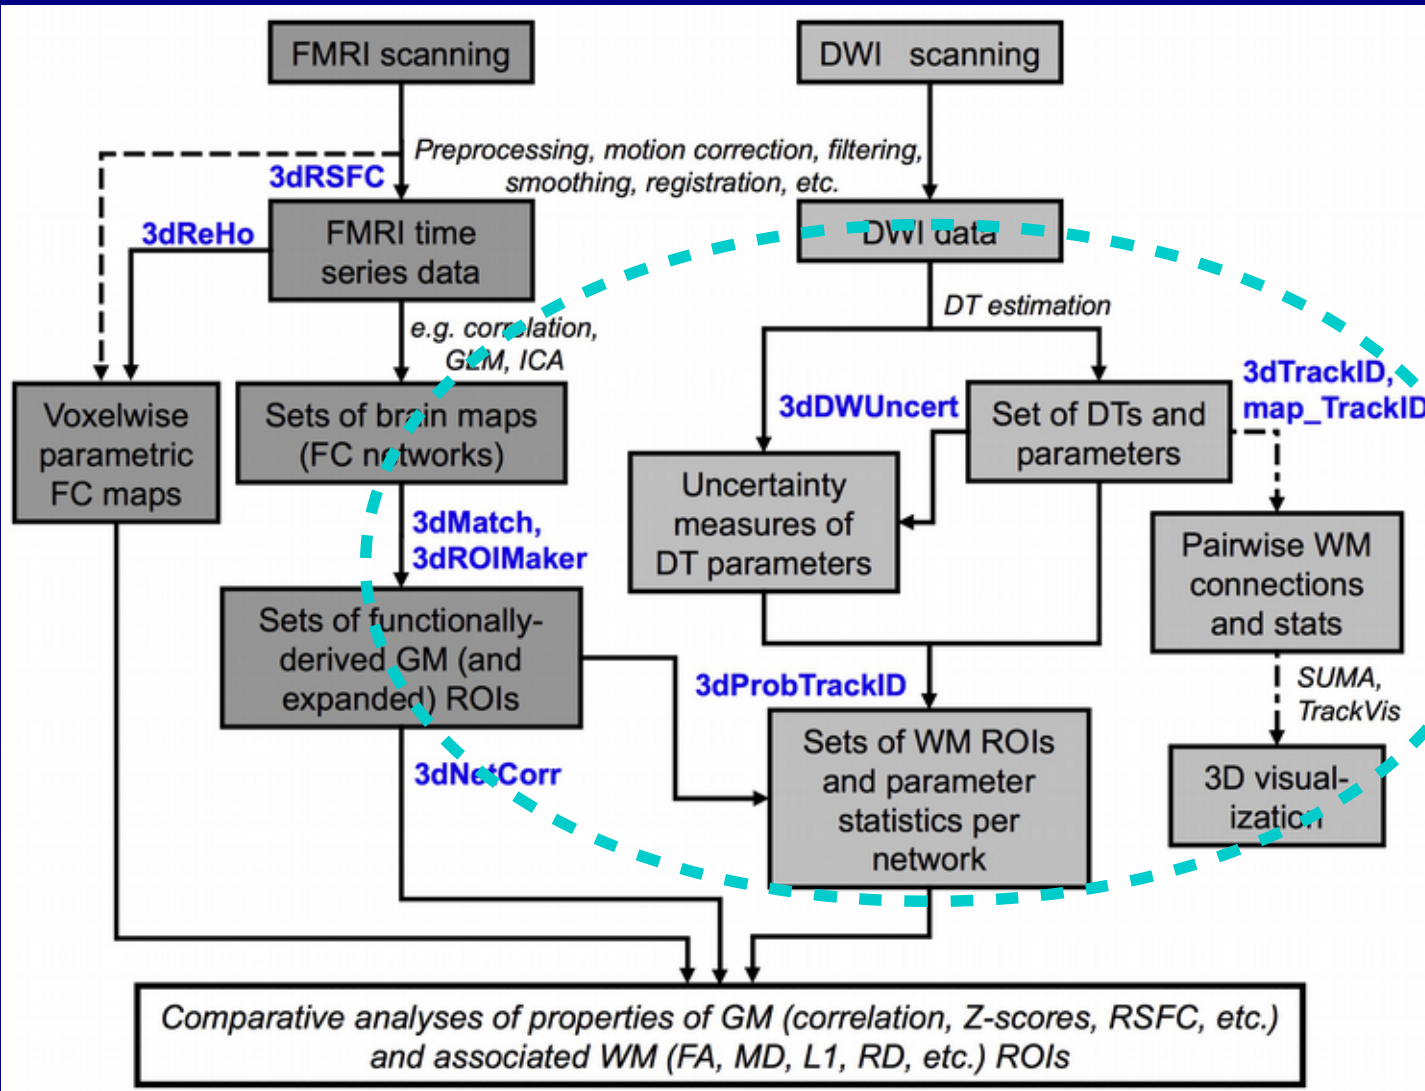 FMRI scanning
DWI scanning
Preprocessing, motion correction, filtering,
smoothing, registration, etc.
3dRSFC
3dReHo
FMRI time
series data
DWI data
e.g. correlation,
GLM, ICA
DT estimation
Voxelwise
parametric
FC maps
Sets of brain maps
(FC networks)
3dDWUncert
Set of DTs and
parameters
3dTrackID,
map_TrackID
Uncertainty
measures of
DT parameters
3dMatch,
3dROIMaker
Pairwise WM
connections
and stats
Sets of functionally-
derived GM (and
expanded) ROIs
3dProbTrackID
SUMA,
TrackVis
Sets of WM ROIs
and parameter
statistics per
network
3dNetCorr
3D visual-
ization
Comparative analyses of properties of GM (correlation, Z-scores, RSFC, etc.)
and associated WM (FA, MD, L1, RD, etc.) ROIs